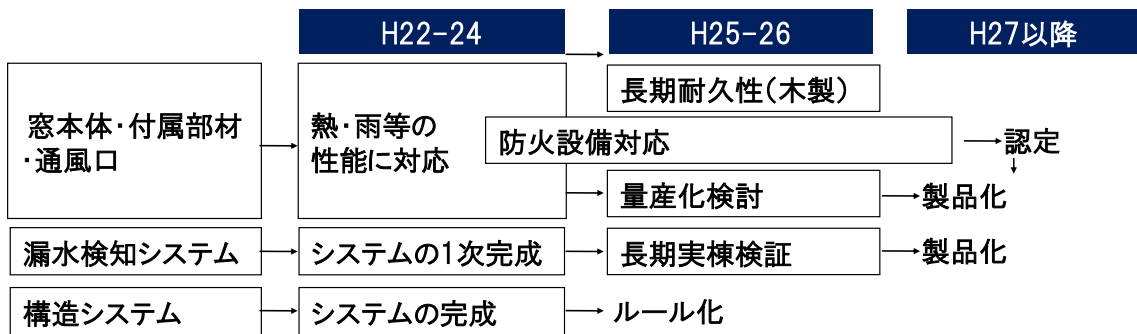 H22-24
H25-26
H27以降
窓本体・付属部材
・通風口
熱・雨等の
性能に対応
長期耐久性(木製)
防火設備対応
認定
量産化検討
製品化
漏水検知システム
システムの1次完成
長期実棟検証
製品化
構造システム
システムの完成
ルール化